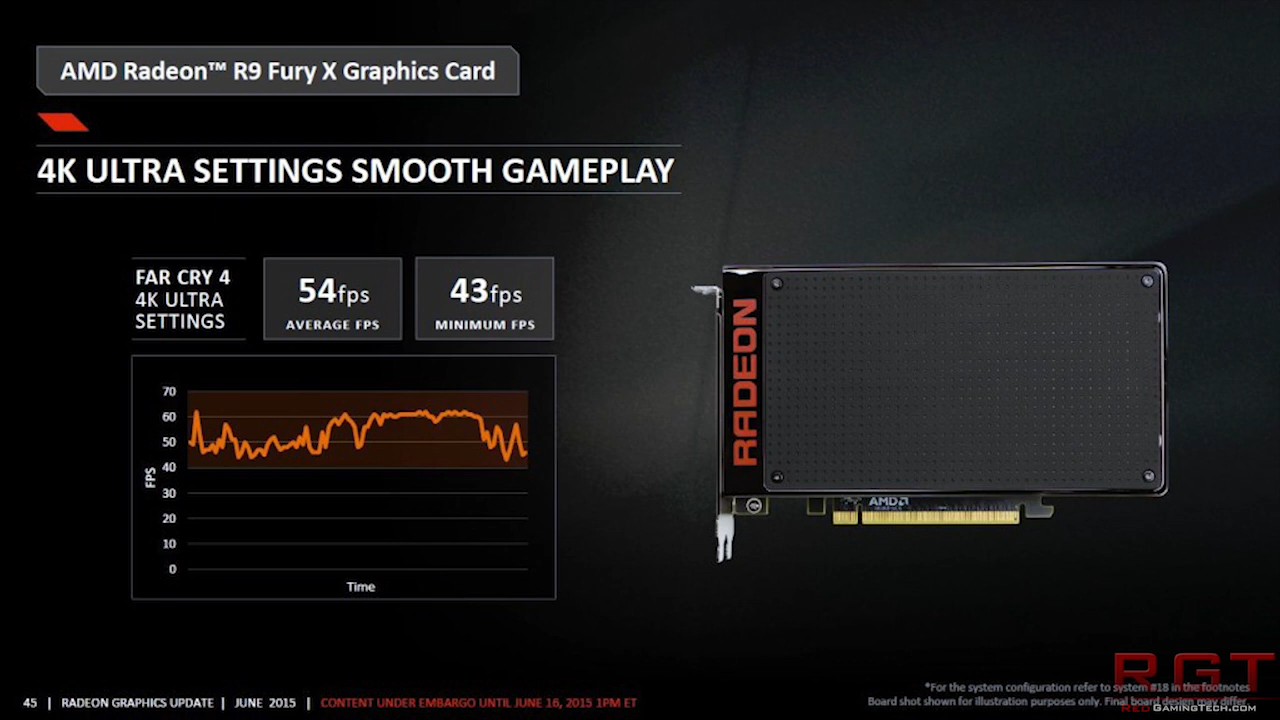 AMD Radeon™ R9 Fury X Graphics Card
4K ULTRA SETTINGS SMOOTH GAMEPLAY
FAR CRY 4
4K ULTRA
SETTINGS
54fps
AVERAGE FPS
43fps
MINIMUM FPS
70
60
50
40
30
20
10
0
FPS
Time
RADEON
AMD
45 | RADEON GRAPHICS UPDATE | JUNE 2015 | CONTENT UNDER EMBARGO UNTIL JUNE 16, 2015 1PM ET
*For the system configuration refer to system #18 in the footnotes
Board shot shown for illustration purposes only. Final board design may differ
RGT
REDGAMINGTECH.COM